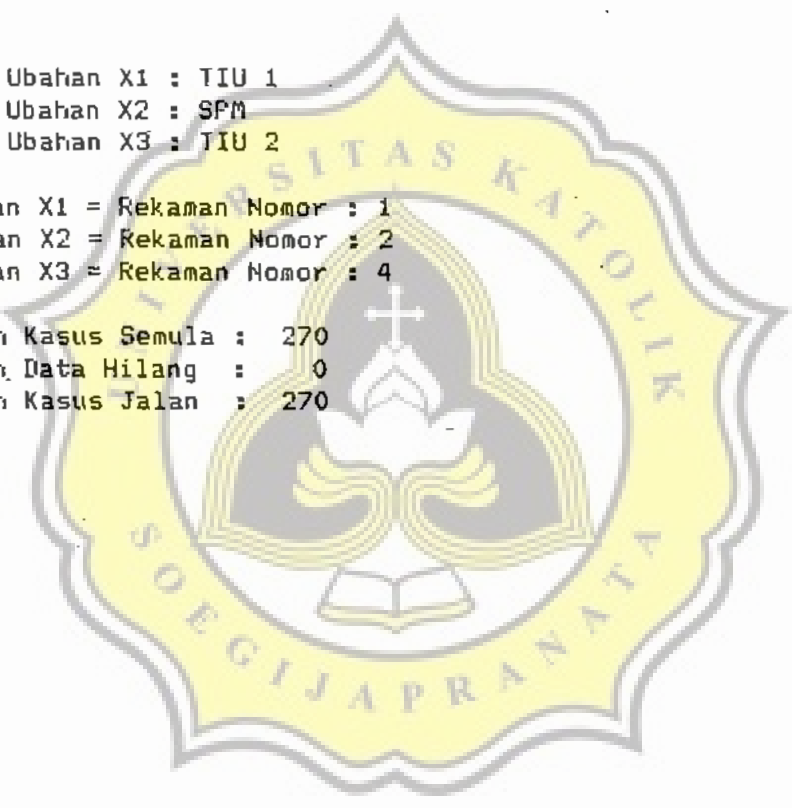 Ubahan X1 : TIU 1
Ubahan X2 : SPM
Ubahan X3 : TIU 2
an X1 = Rekaman Nomor : 1
an X2 = Rekaman Nomor : 2
an X3 = Rekaman Nomor : 4
Kasus Semula : 270
Data Hilang : 0
Kasus Jalan : 270
UNIVERSITAS KATOLIK
SOEGIJAPRANATA